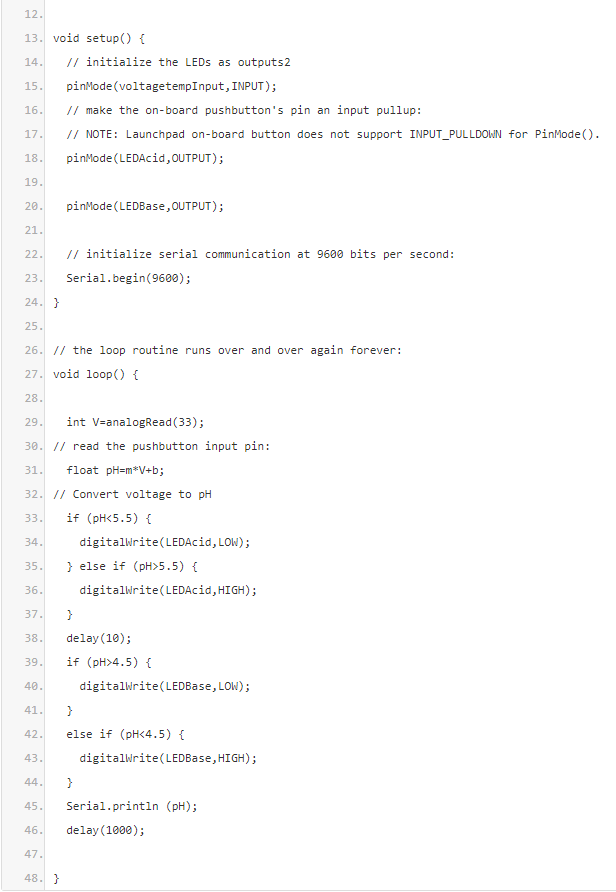 12.
13. void setup() {
14.   // initialize the LEDs as outputs2
15.   pinMode(voltagetempInput,INPUT);
16.   // make the on-board pushbutton's pin an input pullup:
17.   // NOTE: Launchpad on-board button does not support INPUT_PULLDOWN for PinMode().
18.   pinMode(LEDAcid,OUTPUT);
19.
20.   pinMode(LEDBase,OUTPUT);
21.
22.   // initialize serial communication at 9600 bits per second:
23.   Serial.begin(9600);
24. }
25.
26. // the loop routine runs over and over again forever:
27. void loop() {
28.
29.   int V=analogRead(33);
30. // read the pushbutton input pin:
31.   float pH=m*V+b;
32. // Convert voltage to pH
33.   if (pH<5.5) {
34.     digitalWrite(LEDAcid,LOW);
35.   } else if (pH>5.5) {
36.     digitalWrite(LEDAcid,HIGH);
37.   }
38.   delay(10);
39.   if (pH>4.5) {
40.     digitalWrite(LEDBase,LOW);
41.   }
42.   else if (pH<4.5) {
43.     digitalWrite(LEDBase,HIGH);
44.   }
45.   Serial.println (pH);
46.   delay(1000);
47.
48. }